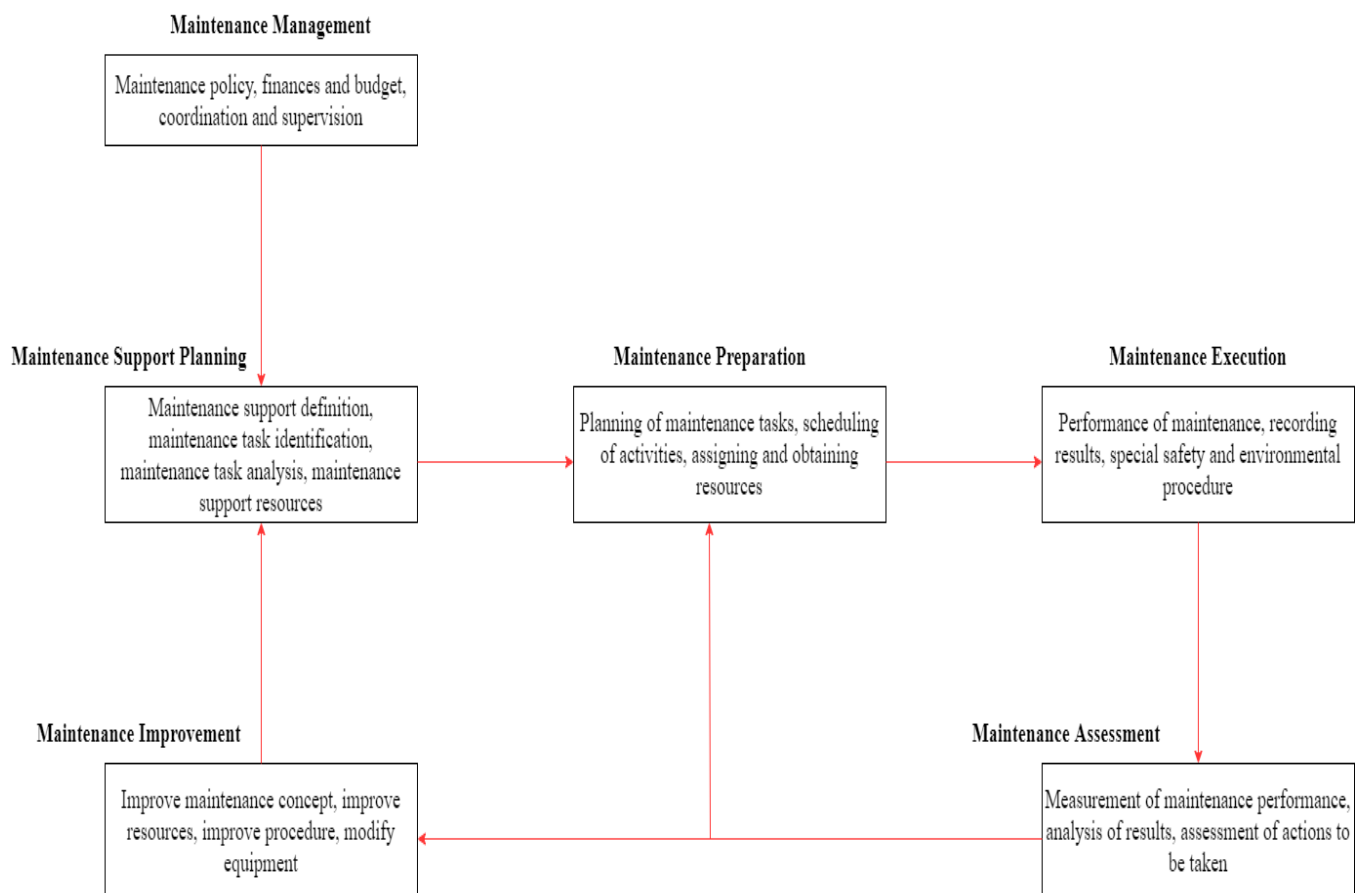 Maintenance Management
Maintenance policy, finances and budget,
coordination and supervision
Maintenance Support Planning
Maintenance support definition,
maintenance task identification,
maintenance task analysis, maintenance
support resources
Maintenance Preparation
Planning of maintenance tasks, scheduling
of activities, assigning and obtaining
resources
Maintenance Execution
Performance of maintenance, recording
results, special safety and environmental
procedure
Maintenance Improvement
Improve maintenance concept, improve
resources, improve procedure, modify
equipment
Maintenance Assessment
Measurement of maintenance performance,
analysis of results, assessment of actions to
be taken